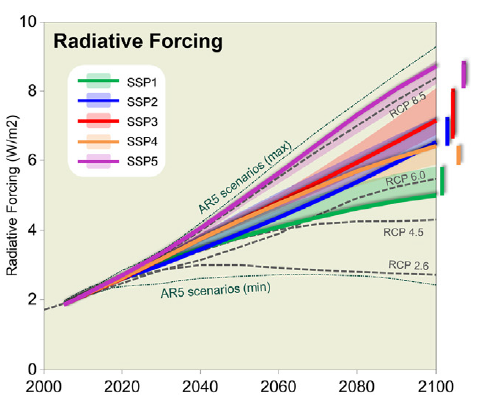 Radiative Forcing
Radiative Forcing (W/m2)
10
8
6
4
2
0
SSP1
SSP2
SSP3
SSP4
SSP5
AR5 scenarios (max)
RCP 8.5
RCP 6.0
RCP 4.5
RCP 2.6
AR5 scenarios (min)
2000
2020
2040
2060
2080
2100